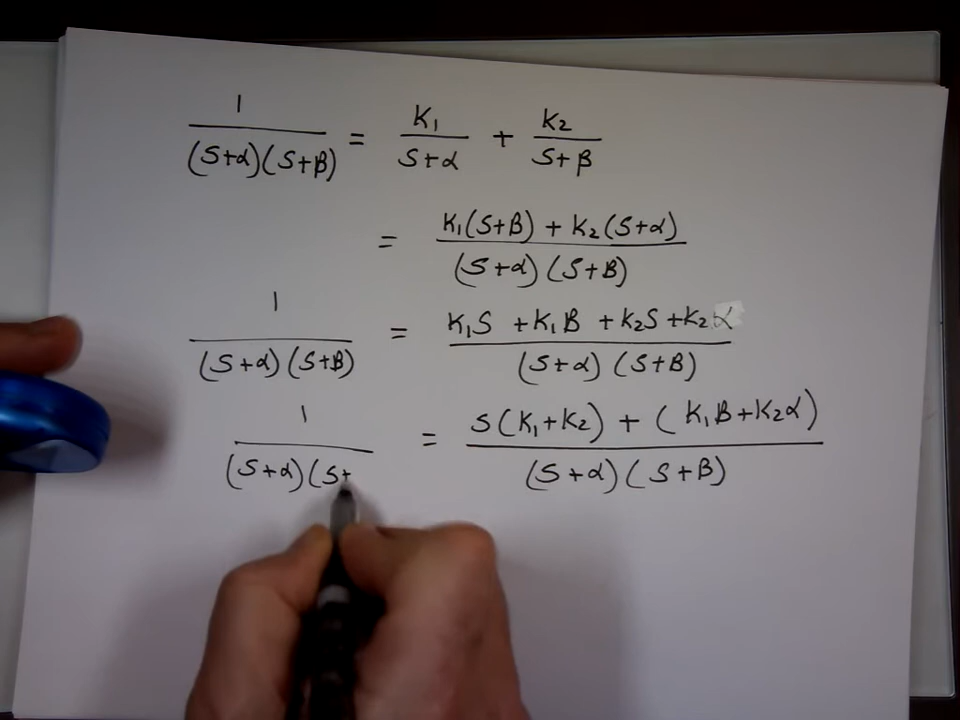 1/((S+α)(S+β)) = K₁/(S+α) + K₂/(S+β)
= (K₁(S+β) + K₂(S+α))/((S+α)(S+β))
1/((S+α)(S+β)) = (K₁S + K₁β + K₂S + K₂α)/((S+α)(S+β))
1/((S+α)(S+ = (S(K₁+K₂) + (K₁β+K₂α))/((S+α)(S+β))